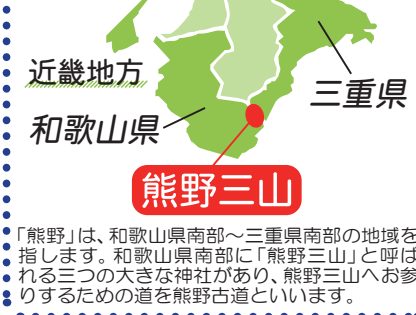 近畿地方
三重県
和歌山県
熊野三山
「熊野」は、和歌山県南部～三重県南部の地域を
指します。和歌山県南部に「熊野三山」と呼ば
れる三つの大きな神社があり、熊野三山へお参
りするための道を熊野古道といいます。